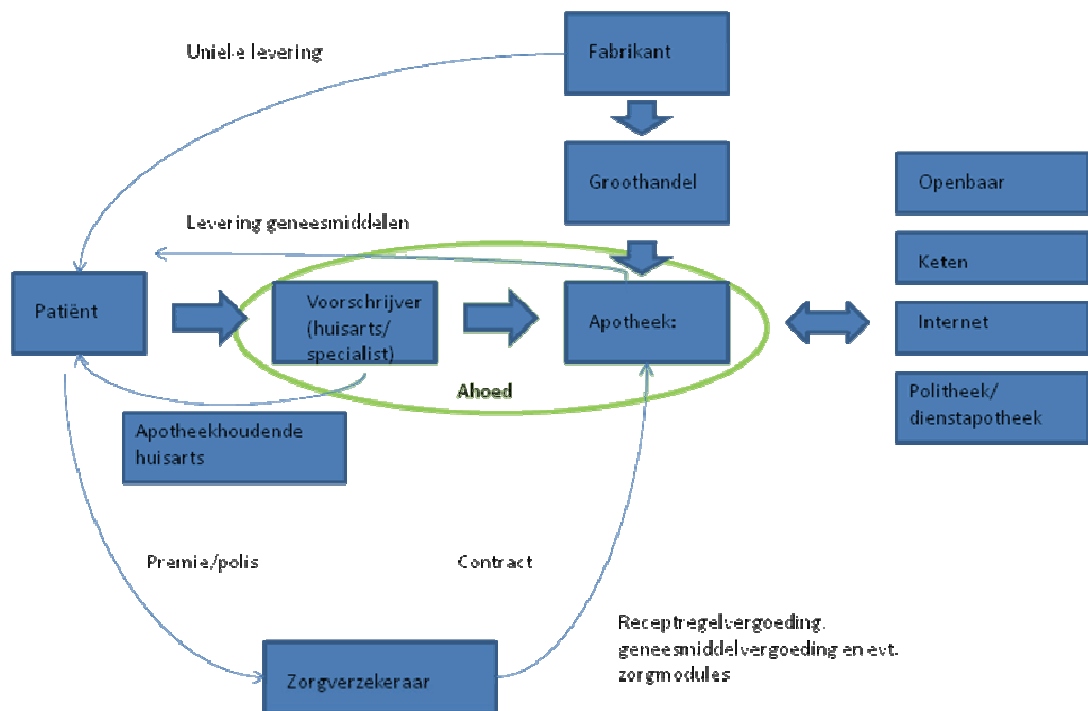 Unieke levering
Fabrikant
Groothandel
Openbaar
Levering geneesmiddelen
Keten
Patiënt
Voorschrijver
(huisarts/
specialist)
Apotheek:
Internet
Ahoed
Politheek/
dienstapotheek
Apotheekhoudende
huisarts
Premie/polis
Contract
Receptregelvergoeding.
geneesmiddelvergoeding en evt.
zorgmodules
Zorgverzekeraar